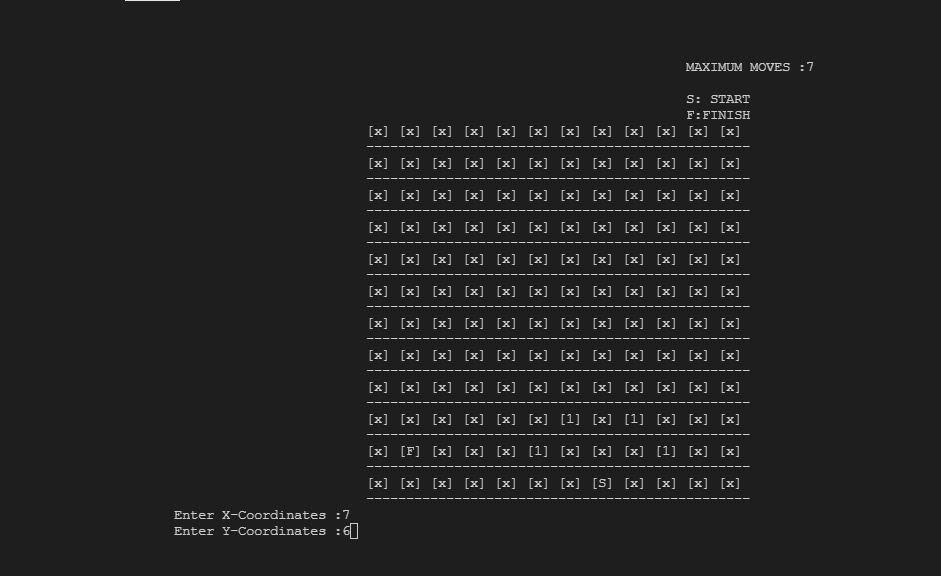 MAXIMUM MOVES :7
S: START
F:FINISH
[x] [x] [x] [x] [x] [x] [x] [x] [x] [x] [x] [x]
------------------------------------------------
[x] [x] [x] [x] [x] [x] [x] [x] [x] [x] [x] [x]
------------------------------------------------
[x] [x] [x] [x] [x] [x] [x] [x] [x] [x] [x] [x]
------------------------------------------------
[x] [x] [x] [x] [x] [x] [x] [x] [x] [x] [x] [x]
------------------------------------------------
[x] [x] [x] [x] [x] [x] [x] [x] [x] [x] [x] [x]
------------------------------------------------
[x] [x] [x] [x] [x] [x] [x] [x] [x] [x] [x] [x]
------------------------------------------------
[x] [x] [x] [x] [x] [x] [x] [x] [x] [x] [x] [x]
------------------------------------------------
[x] [x] [x] [x] [x] [x] [x] [x] [x] [x] [x] [x]
------------------------------------------------
[x] [x] [x] [x] [x] [x] [x] [x] [x] [x] [x] [x]
------------------------------------------------
[x] [x] [x] [x] [x] [x] [1] [x] [1] [x] [x] [x]
------------------------------------------------
[x] [F] [x] [x] [x] [1] [x] [x] [x] [1] [x] [x]
------------------------------------------------
[x] [x] [x] [x] [x] [x] [x] [S] [x] [x] [x] [x]
------------------------------------------------
Enter X-Coordinates :7
Enter Y-Coordinates :6